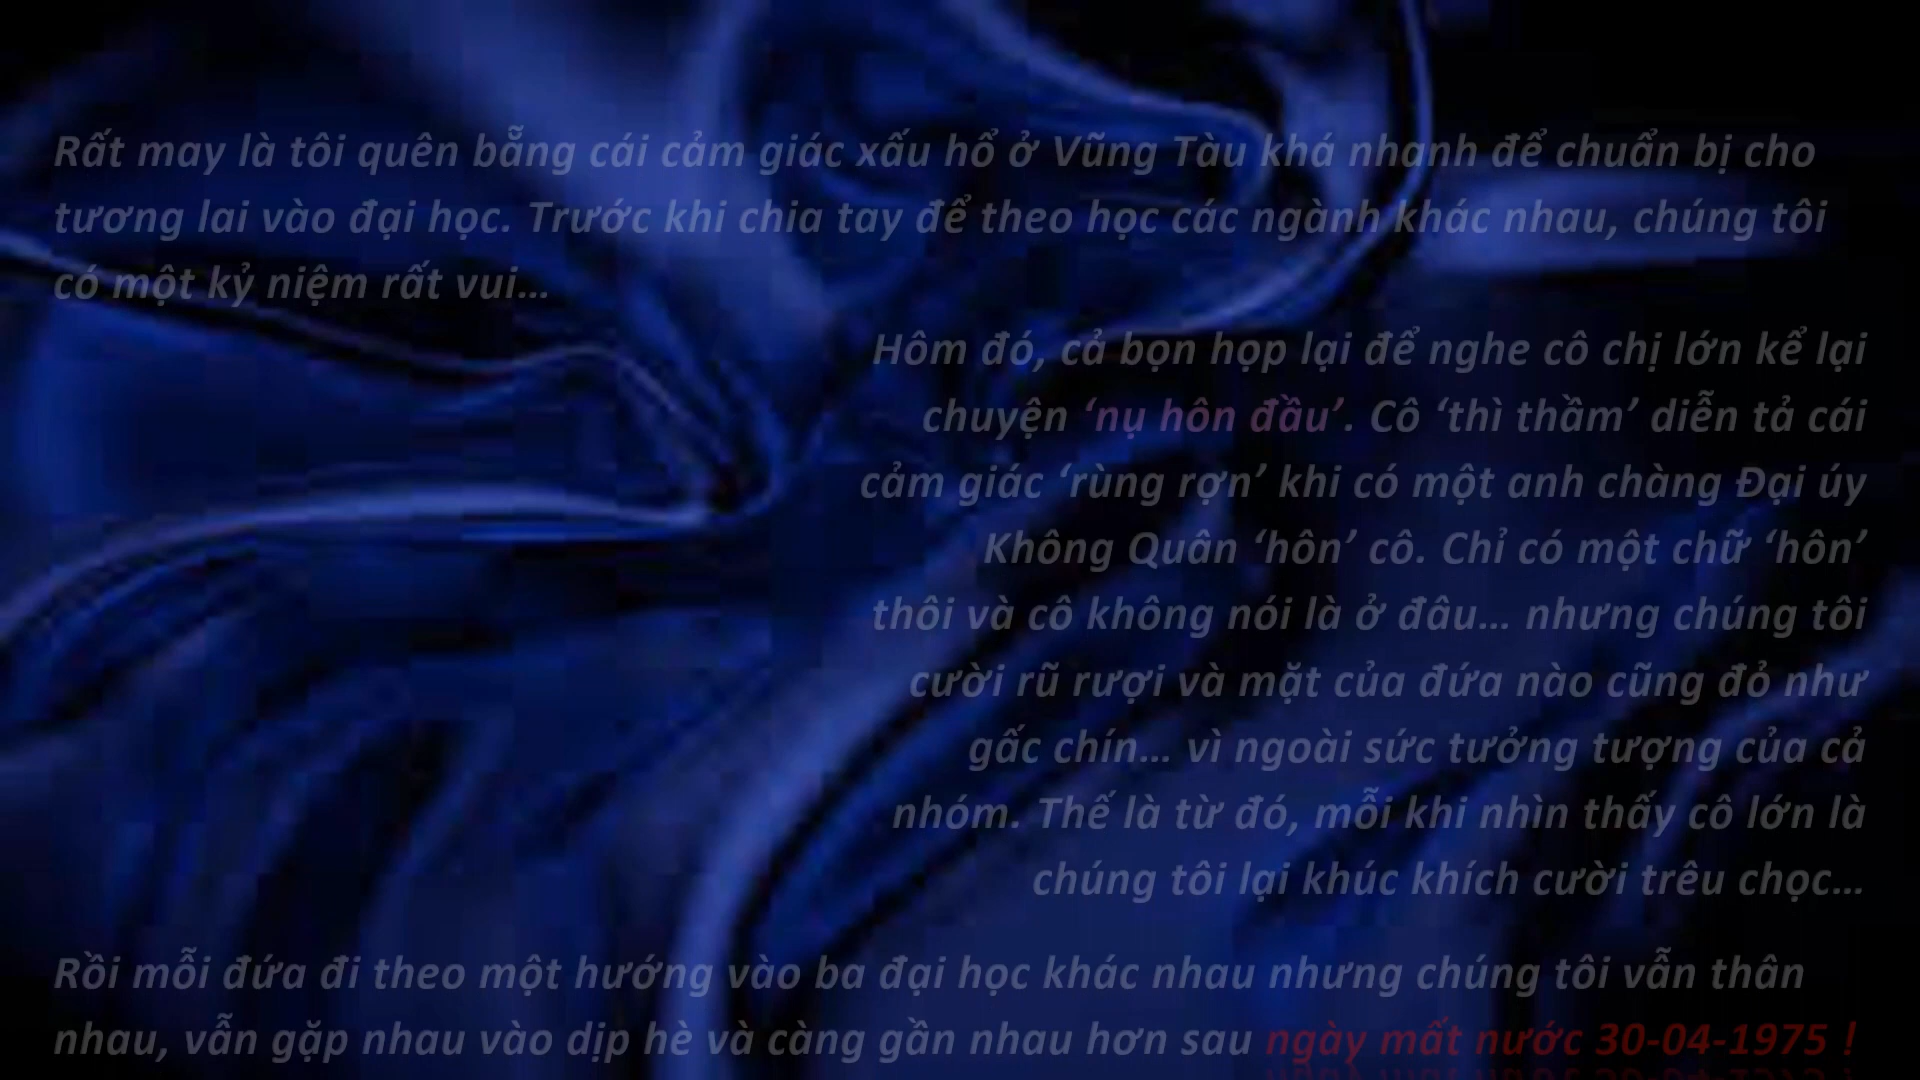 Rất may là tôi quên bẵng cái cảm giác xấu hổ ở Vũng Tàu khá nhanh để chuẩn bị cho
tương lai vào đại học. Trước khi chia tay để theo học các ngành khác nhau, chúng tôi
có một kỷ niệm rất vui...
Hôm đó, cả bọn họp lại để nghe cô chị lớn kể lại
chuyện ‘nụ hôn đầu’. Cô ‘thì thầm’ diễn tả cái
cảm giác ‘rùng rợn’ khi có một anh chàng Đại úy
Không Quân ‘hôn’ cô. Chỉ có một chữ ‘hôn’
thôi và cô không nói là ở đâu... nhưng chúng tôi
cười rũ rượi và mặt của đứa nào cũng đỏ như
gấc chín... vì ngoài sức tưởng tượng của cả
nhóm. Thế là từ đó, mỗi khi nhìn thấy cô lớn là
chúng tôi lại khúc khích cười trêu chọc...
Rồi mỗi đứa đi theo một hướng vào ba đại học khác nhau nhưng chúng tôi vẫn thân
nhau, vẫn gặp nhau vào dịp hè và càng gần nhau hơn sau ngày mất nước 30-04-1975 !